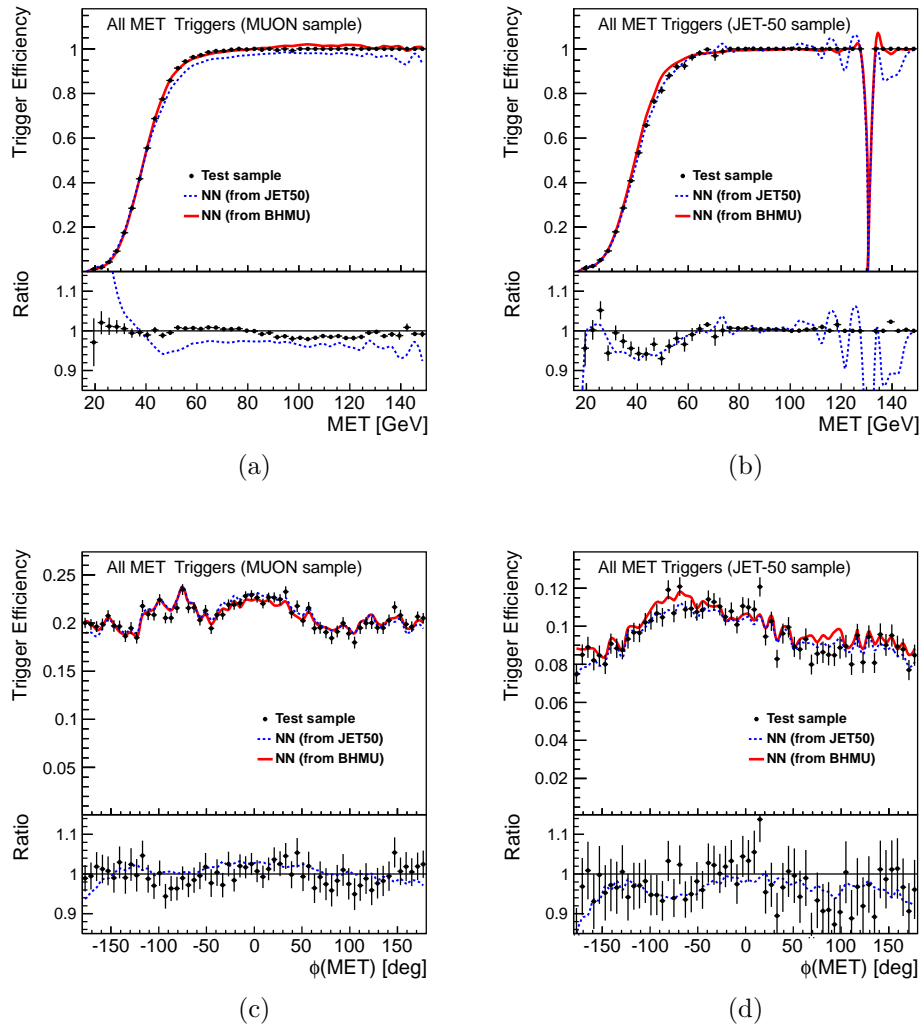 All MET Triggers (MUON sample)
Trigger Efficiency
1
0.8
0.6
0.4
0.2
Test sample
NN (from JET50)
NN (from BHMU)
Ratio
1.1
1
0.9
20 40 60 80 100 120 140
MET [GeV]
(a)
All MET Triggers (JET-50 sample)
Trigger Efficiency
1
0.8
0.6
0.4
0.2
Test sample
NN (from JET50)
NN (from BHMU)
Ratio
1.1
1
0.9
20 40 60 80 100 120 140
MET [GeV]
(b)
All MET Triggers (MUON sample)
Trigger Efficiency
0.25
0.2
0.15
0.1
0.05
Test sample
NN (from JET50)
NN (from BHMU)
Ratio
1.1
1
0.9
-150 -100 -50 0 50 100 150
ϕ(MET) [deg]
(c)
All MET Triggers (JET-50 sample)
Trigger Efficiency
0.12
0.1
0.08
0.06
0.04
0.02
Test sample
NN (from JET50)
NN (from BHMU)
Ratio
1.1
1
0.9
-150 -100 -50 0 50 100 150
ϕ(MET) [deg]
(d)